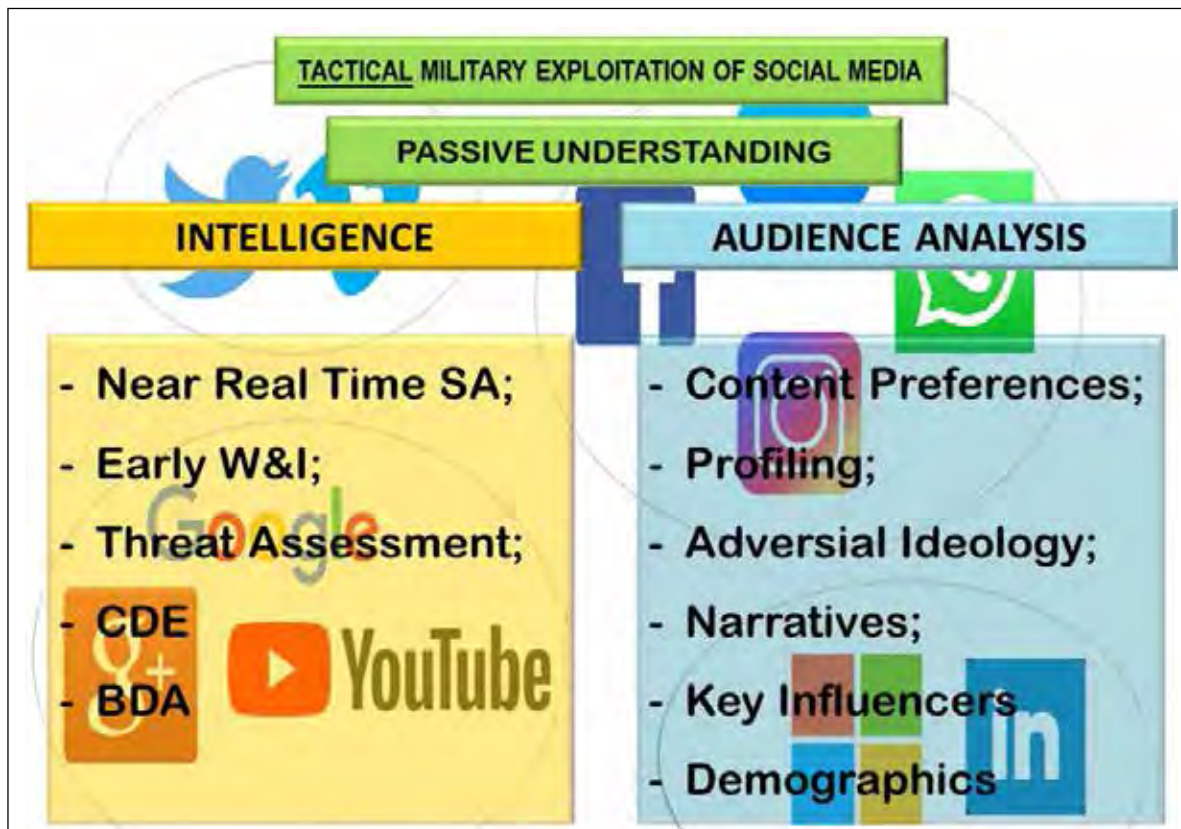 TACTICAL MILITARY EXPLOITATION OF SOCIAL MEDIA
PASSIVE UNDERSTANDING
INTELLIGENCE
- Near Real Time SA;
- Early W&I;
- Threat Assessment;
- CDE
- BDA
AUDIENCE ANALYSIS
- Content Preferences;
- Profiling;
- Adversial Ideology;
- Narratives;
- Key Influencers
- Demographics
Google
g+
YouTube
in